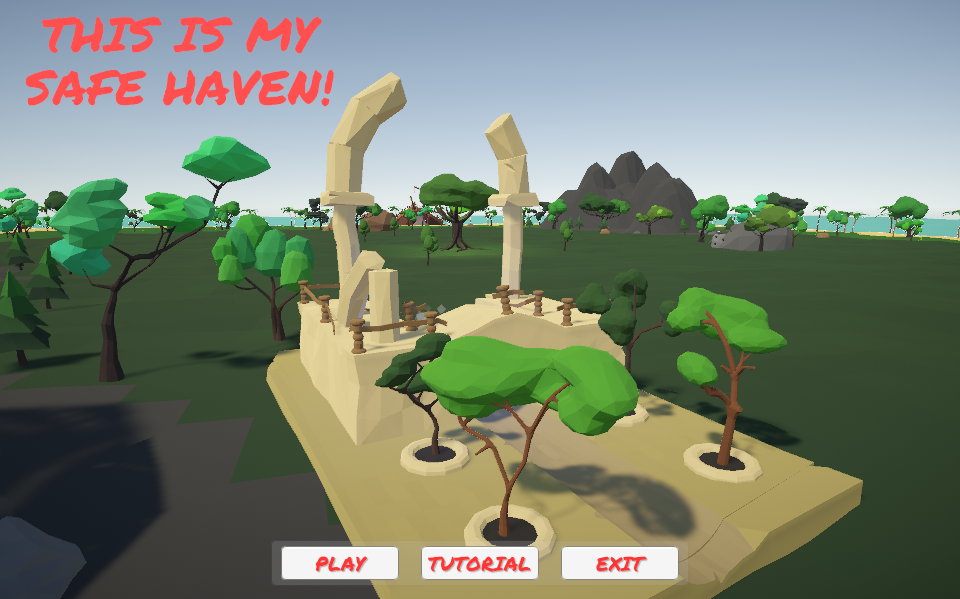 THIS IS MY
SAFE HAVEN!
PLAY
TUTORIAL
EXIT